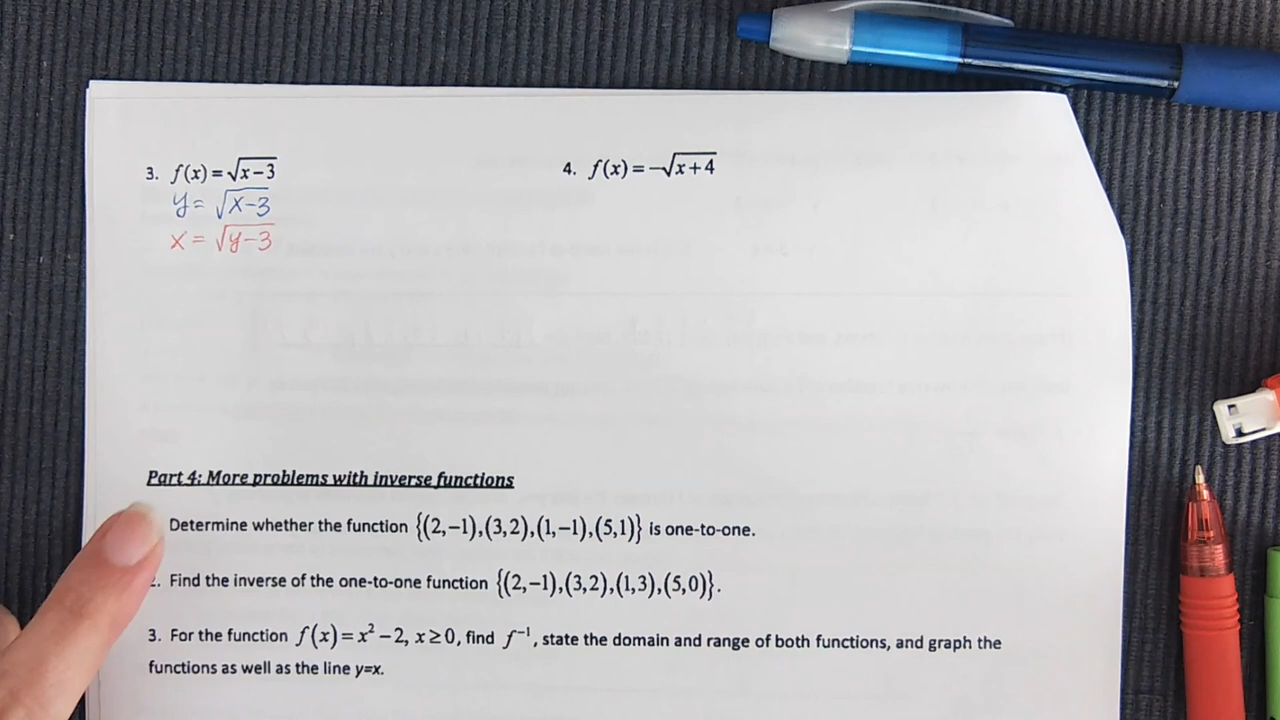 3. f(x)=√x−3
y= √x-3
x= √y-3
4. f(x)=−√x+4
Part 4: More problems with inverse functions
Determine whether the function {(2,−1),(3,2),(1,−1),(5,1)} is one-to-one.
2. Find the inverse of the one-to-one function {(2,−1),(3,2),(1,3),(5,0)}.
3. For the function f(x)=x²−2, x≥0, find f⁻¹, state the domain and range of both functions, and graph the
functions as well as the line y=x.